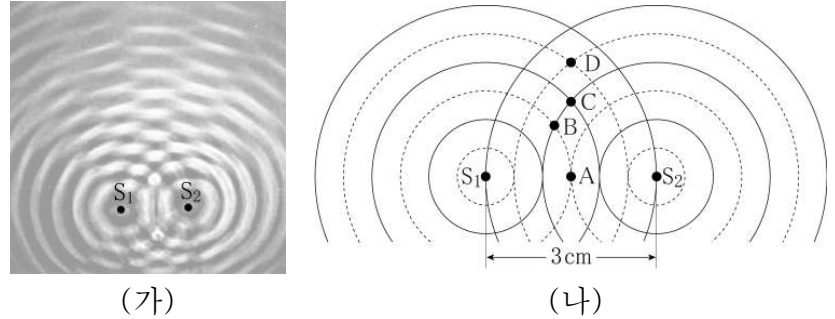 S₁ S₂
(가)
D
C
B
S₁ A S₂
3 cm
(나)